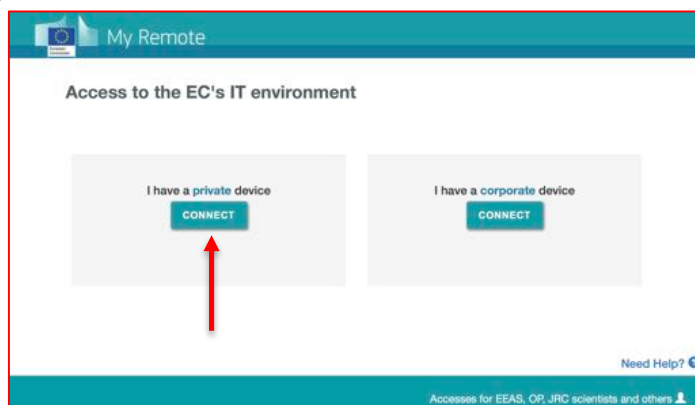 My Remote
Access to the EC's IT environment
I have a private device
CONNECT
I have a corporate device
CONNECT
Need Help?
Accesses for EEAS, OP, JRC scientists and others